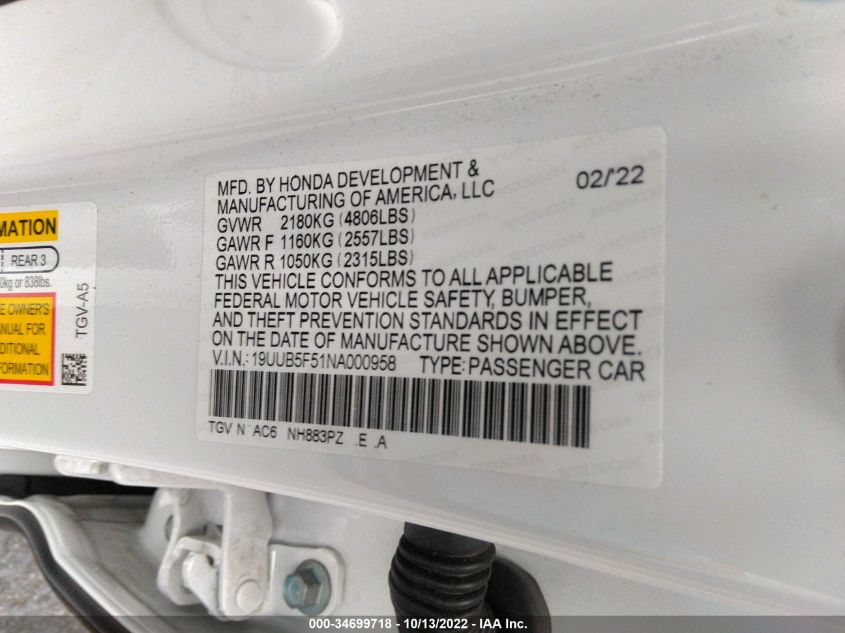 MFD. BY HONDA DEVELOPMENT &
MANUFACTURING OF AMERICA, LLC 02/'22
GVWR 2180KG (4806LBS)
GAWR F 1160KG (2557LBS)
GAWR R 1050KG (2315LBS)
THIS VEHICLE CONFORMS TO ALL APPLICABLE
FEDERAL MOTOR VEHICLE SAFETY, BUMPER,
AND THEFT PREVENTION STANDARDS IN EFFECT
ON THE DATE OF MANUFACTURE SHOWN ABOVE.
V.I.N.: 19UUB5F51NA000958 TYPE: PASSENGER CAR
TGV N AC6 NH883PZ .E .A
REAR 3
838lbs.
OWNER'S
FOR
TGV-A5
000-34699718 | 10/13/2022 | IAA Inc.